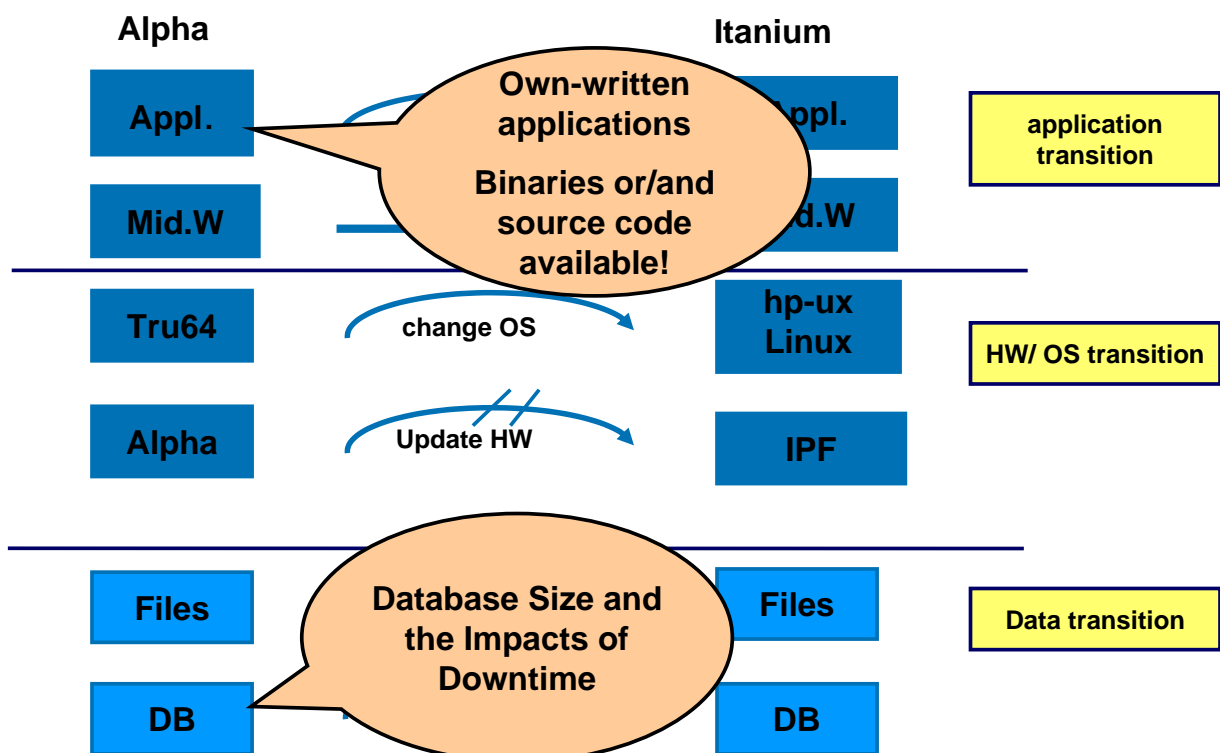 Alpha
Itanium
Own-written
applications
Binaries or/and
source code
available!
Appl.
Appl.
application
transition
Mid.W
Mid.W
Tru64
change OS
hp-ux
Linux
HW/ OS transition
Alpha
Update HW
IPF
Files
Database Size and
the Impacts of
Downtime
Files
Data transition
DB
DB